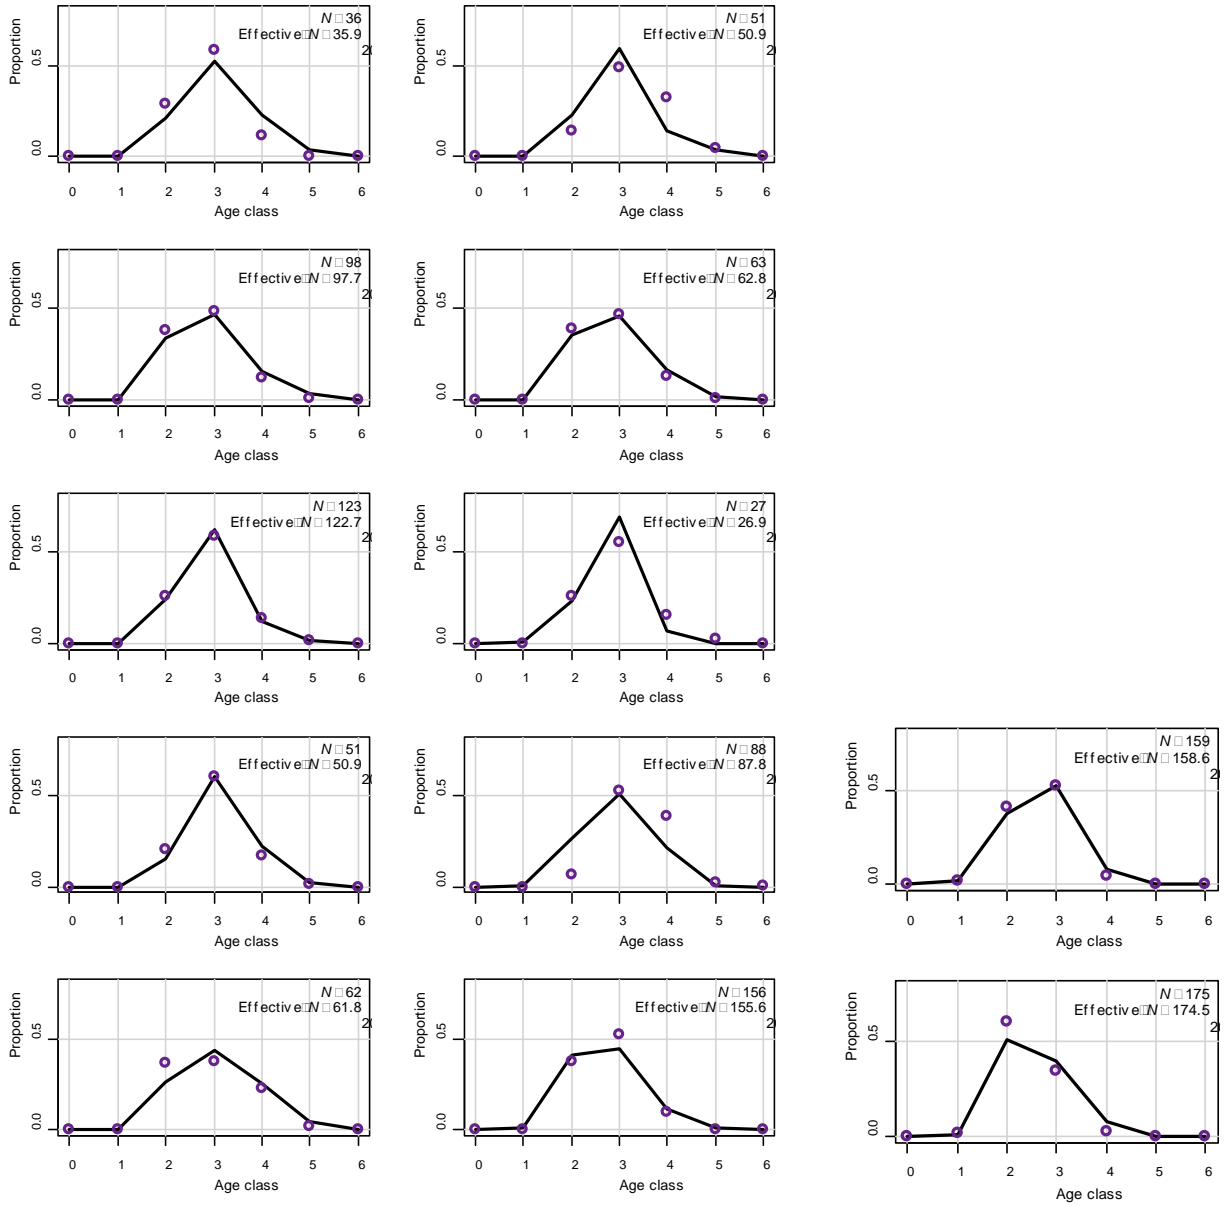 N□36
Effective□N□35.9
Proportion
0.5
0.0
0 1 2 3 4 5 6
Age class
N□51
Effective□N□50.9
Proportion
0.5
0.0
0 1 2 3 4 5 6
Age class
N□98
Effective□N□97.7
Proportion
0.5
0.0
0 1 2 3 4 5 6
Age class
N□63
Effective□N□62.8
Proportion
0.5
0.0
0 1 2 3 4 5 6
Age class
N□123
Effective□N□122.7
Proportion
0.5
0.0
0 1 2 3 4 5 6
Age class
N□27
Effective□N□26.9
Proportion
0.5
0.0
0 1 2 3 4 5 6
Age class
N□51
Effective□N□50.9
Proportion
0.5
0.0
0 1 2 3 4 5 6
Age class
N□88
Effective□N□87.8
Proportion
0.5
0.0
0 1 2 3 4 5 6
Age class
N□159
Effective□N□158.6
Proportion
0.5
0.0
0 1 2 3 4 5 6
Age class
N□62
Effective□N□61.8
Proportion
0.5
0.0
0 1 2 3 4 5 6
Age class
N□156
Effective□N□155.6
Proportion
0.5
0.0
0 1 2 3 4 5 6
Age class
N□175
Effective□N□174.5
Proportion
0.5
0.0
0 1 2 3 4 5 6
Age class